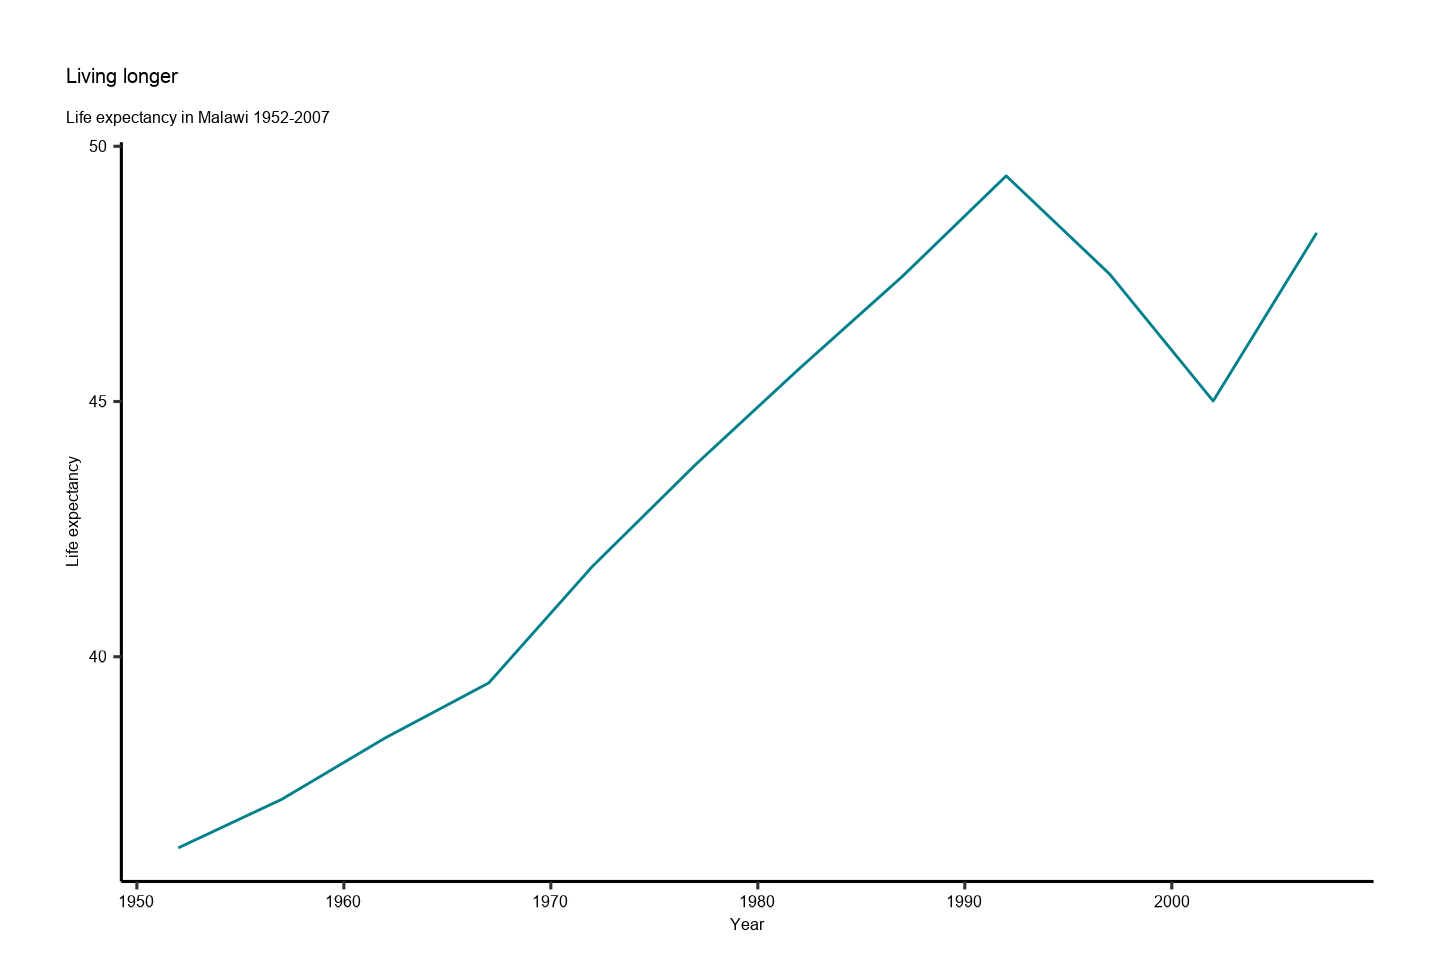 Living longer
Life expectancy in Malawi 1952-2007
50
45
40
Life expectancy
1950 1960 1970 1980 1990 2000
Year